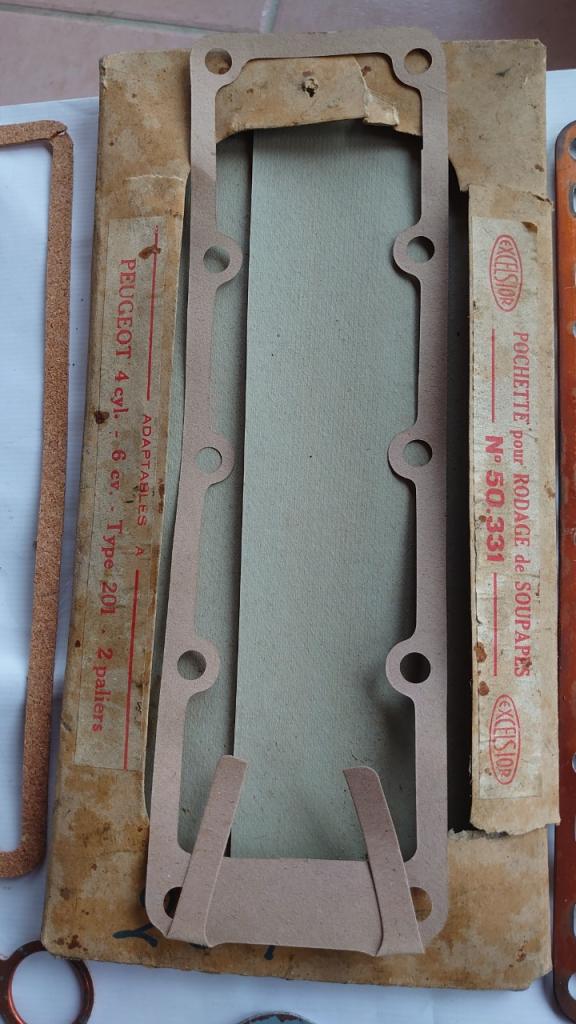 ADAPTABLES A
PEUGEOT 4 cyl. - 6 cv. - Type 201 . 2 paliers
EXCELSIOR
POCHETTE pour RODAGE de SOUPAPES
N° 50.331
EXCELSIOR